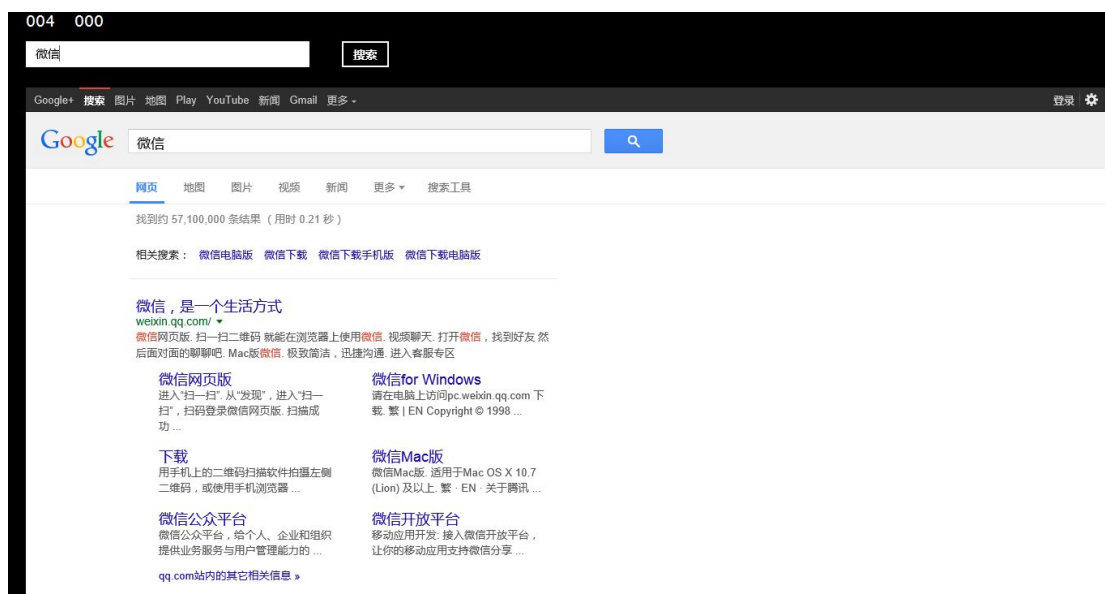 004 000
微信
搜索
Google+ 搜索 图片 地图 Play YouTube 新闻 Gmail 更多
登录
Google 微信
网页 地图 图片 视频 新闻 更多 搜索工具
找到约 57,100,000 条结果 （用时 0.21 秒）
相关搜索： 微信电脑版 微信下载 微信下载手机版 微信下载电脑版
微信，是一个生活方式
weixin.qq.com/
微信网页版. 扫一扫二维码 就能在浏览器上使用微信. 视频聊天. 打开微信，找到好友 然
后面对面的聊聊吧. Mac版微信. 极致简洁，迅捷沟通. 进入客服专区
微信网页版
进入“扫一扫”. 从“发现”，进入“扫一
扫”，扫码登录微信网页版. 扫描成
功 ...
微信for Windows
请在电脑上访问pc.weixin.qq.com 下
载. 繁 | EN Copyright © 1998 ...
下载
用手机上的二维码扫描软件拍摄左侧
二维码，或使用手机浏览器 ...
微信Mac版
微信Mac版. 适用于Mac OS X 10.7
(Lion) 及以上. 繁 · EN · 关于腾讯 ...
微信公众平台
微信公众平台，给个人、企业和组织
提供业务服务与用户管理能力的 ...
微信开放平台
移动应用开发: 接入微信开放平台，
让你的移动应用支持微信分享 ...
qq.com站内的其它相关信息 »